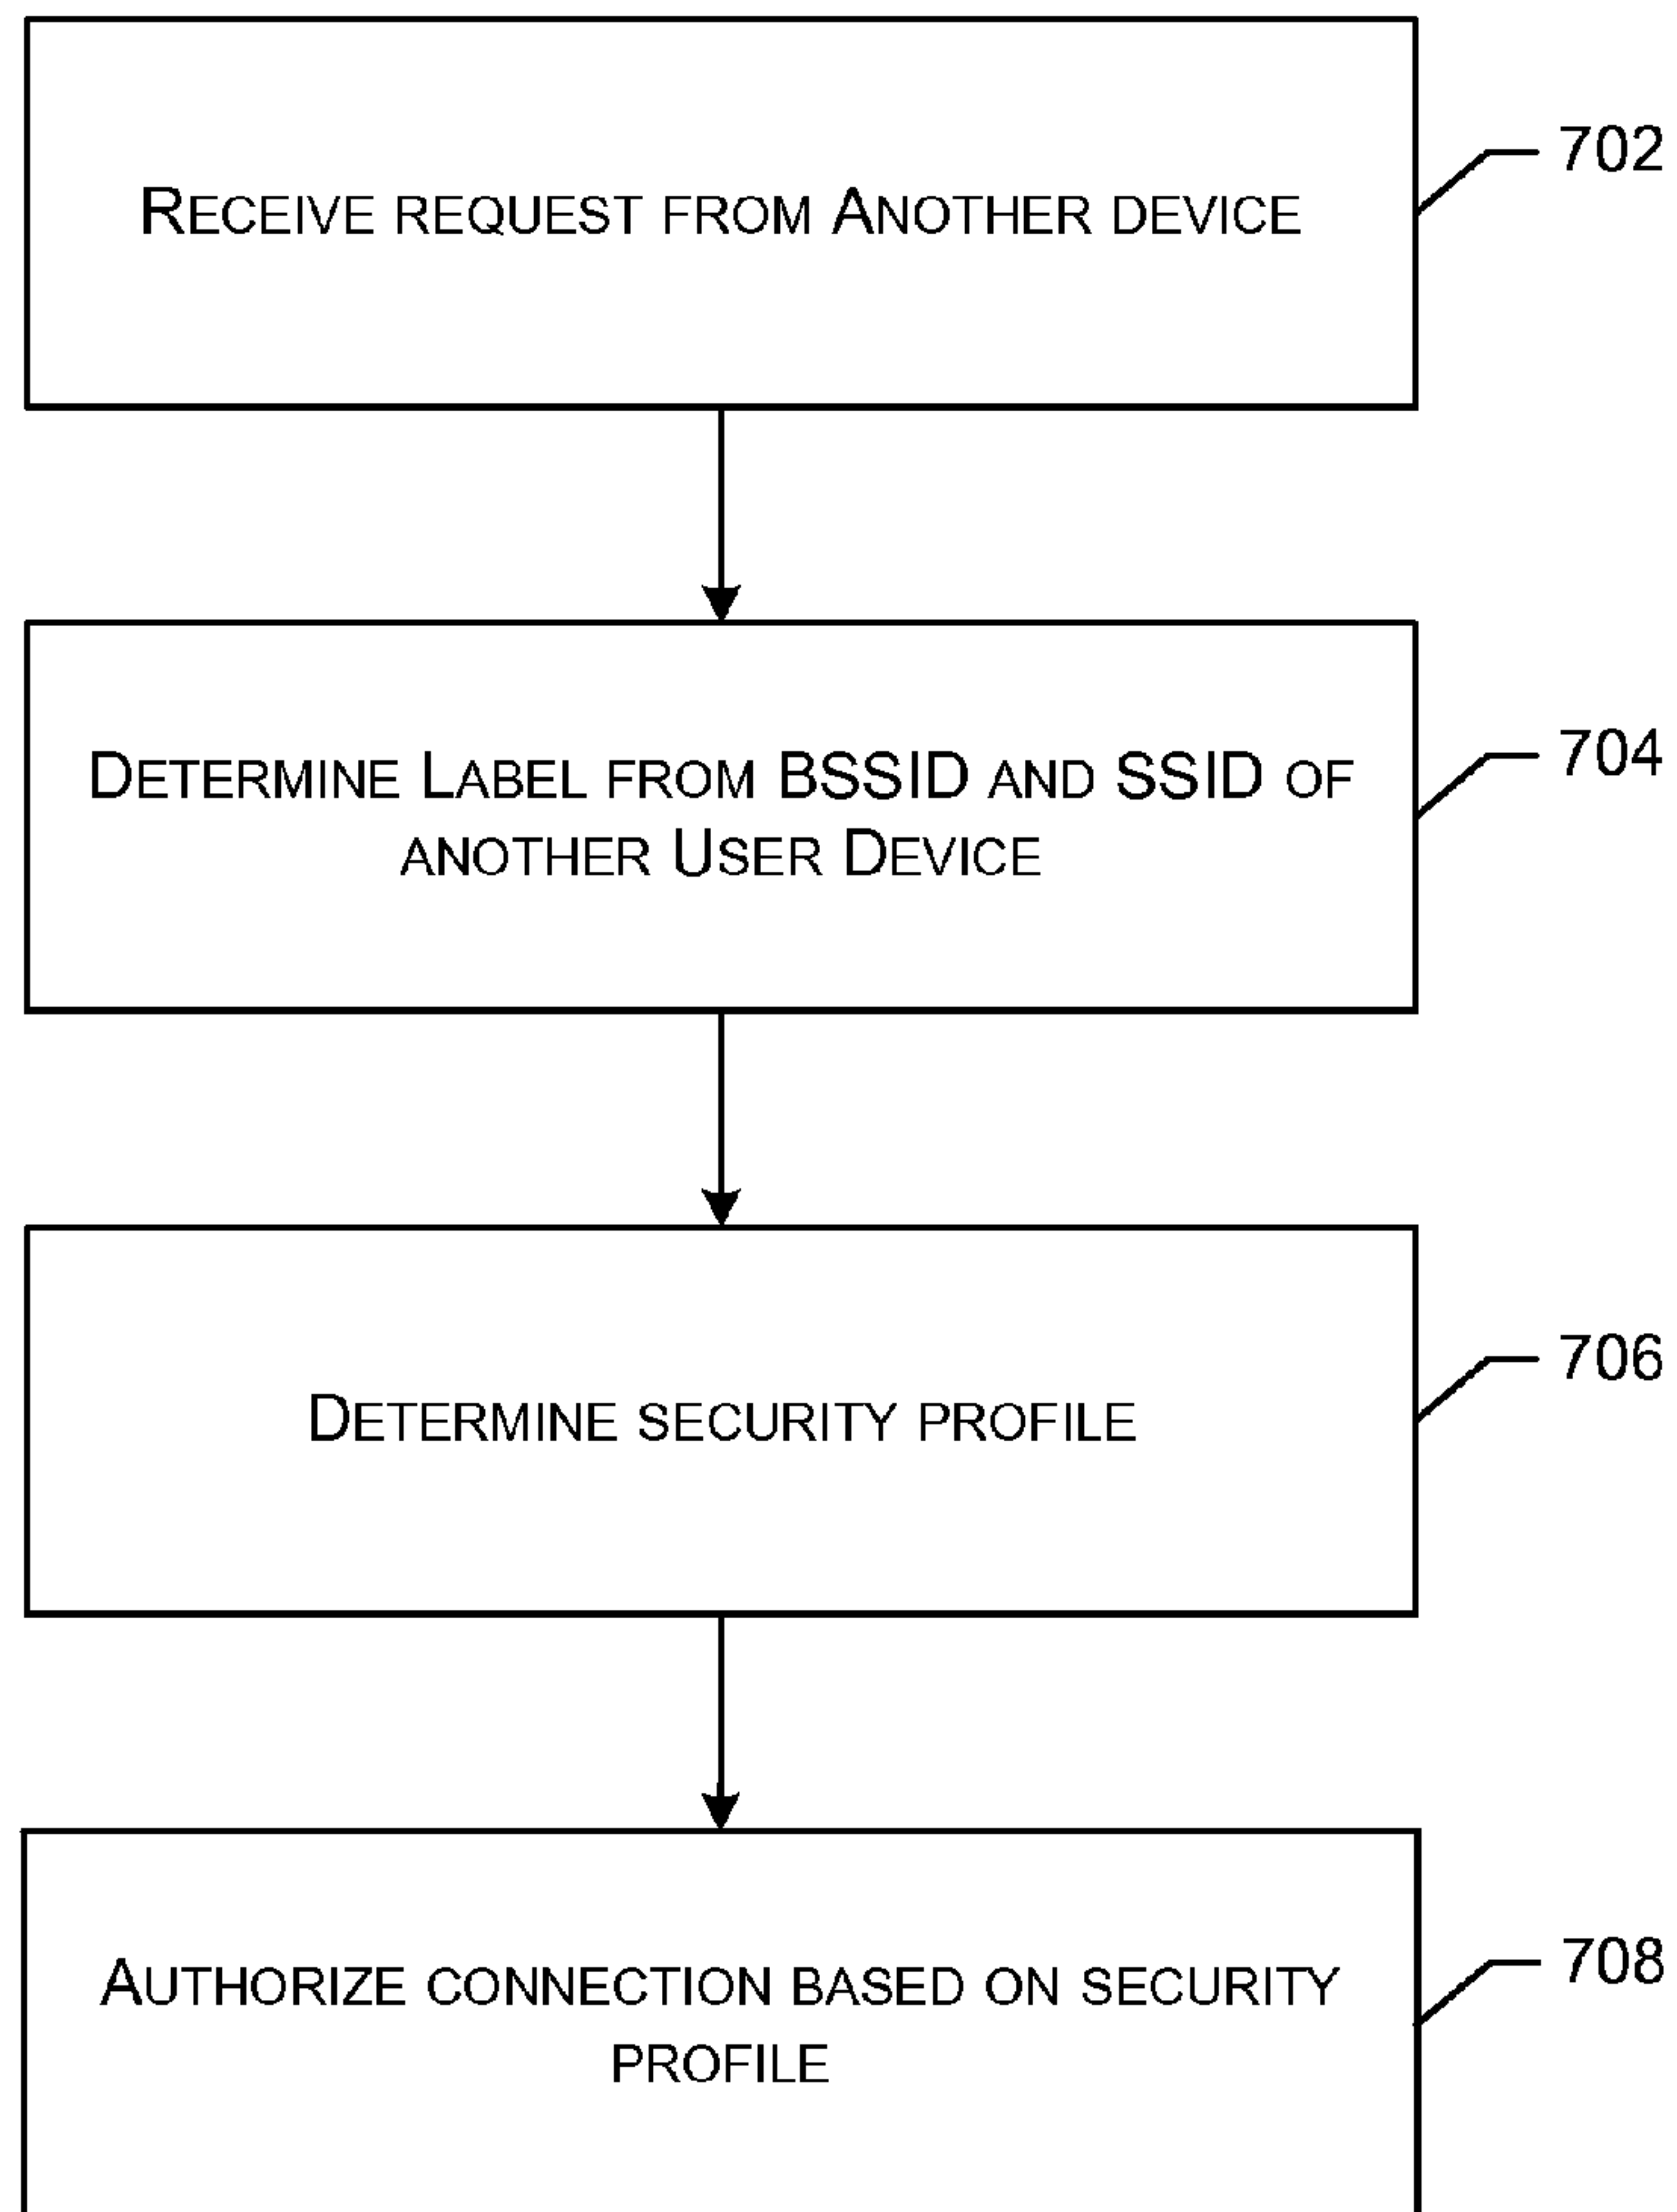 Receive request from Another device
702
Determine Label from BSSID and SSID of
another User Device
704
Determine security profile
706
Authorize connection based on security
profile
708